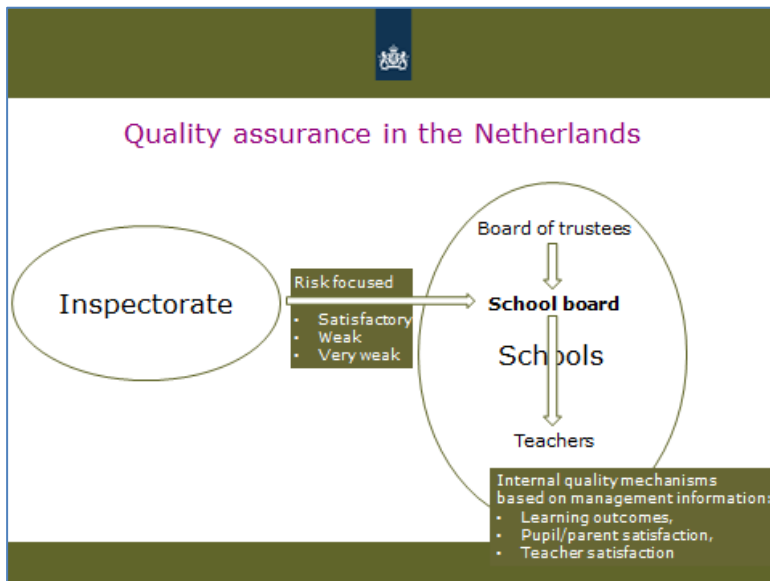 Quality assurance in the Netherlands
Inspectorate
Risk focused
• Satisfactory
• Weak
• Very weak
Board of trustees
School board
Schools
Teachers
Internal quality mechanisms
based on management information:
• Learning outcomes,
• Pupil/parent satisfaction,
• Teacher satisfaction